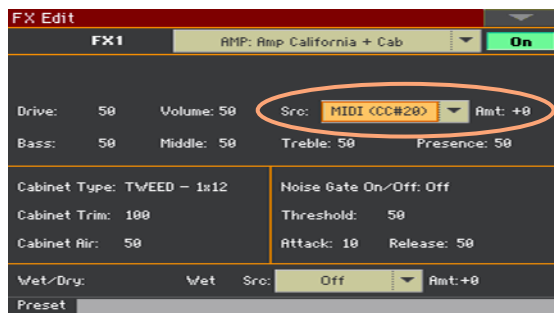 FX Edit
FX1 AMP: Amp California + Cab On
Drive: 50 Volume: 50 Src: MIDI (CC#20) Amt: +0
Bass: 50 Middle: 50 Treble: 50 Presence: 50
Cabinet Type: TWEED - 1x12 Noise Gate On/Off: Off
Cabinet Trim: 100 Threshold: 50
Cabinet Air: 50 Attack: 10 Release: 50
Wet/Dry: Wet Src: Off Amt:+0
Preset